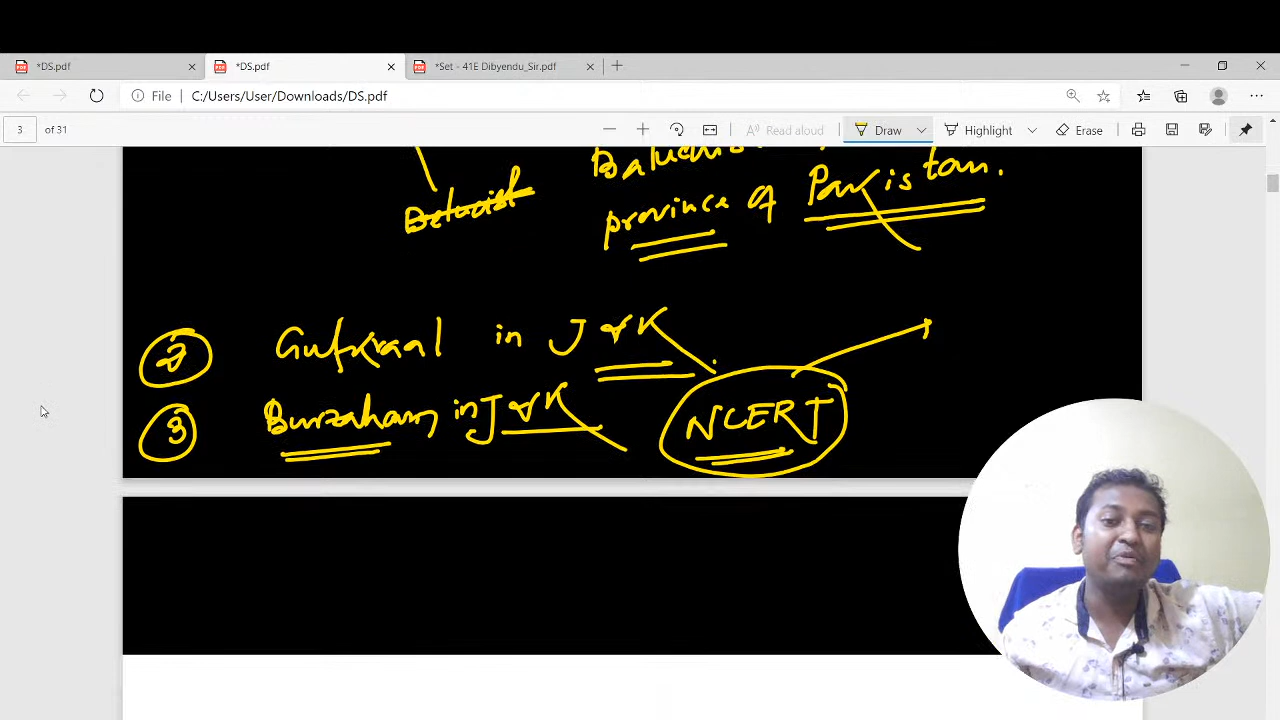 *DS.pdf
*DS.pdf
*Set - 41E Dibyendu_Sir.pdf
File C:/Users/User/Downloads/DS.pdf
3 of 31
Read aloud
Draw
Highlight
Erase
province of Pakistan.
2 Gufkraal in J & K
3 Burzaham in J & K
NCERT